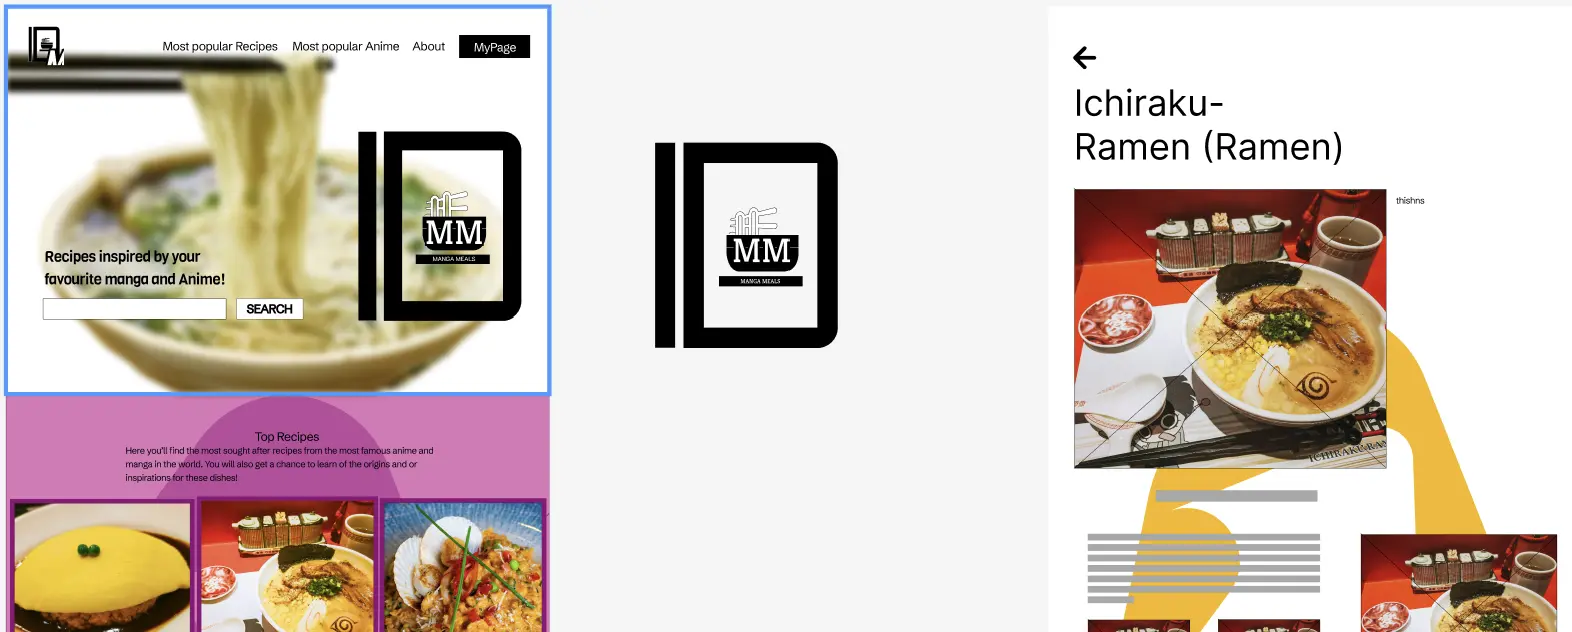 Most popular Recipes
Most popular Anime
About
MyPage
MM
MANGA MEALS
Recipes inspired by your
favourite manga and Anime!
SEARCH
Top Recipes
Here you'll find the most sought after recipes from the most famous anime and
manga in the world. You will also get a chance to learn of the origins and or
inspirations for these dishes!
MM
MANGA MEALS
Ichiraku-
Ramen (Ramen)
thishns
ICHIRAKU RAM